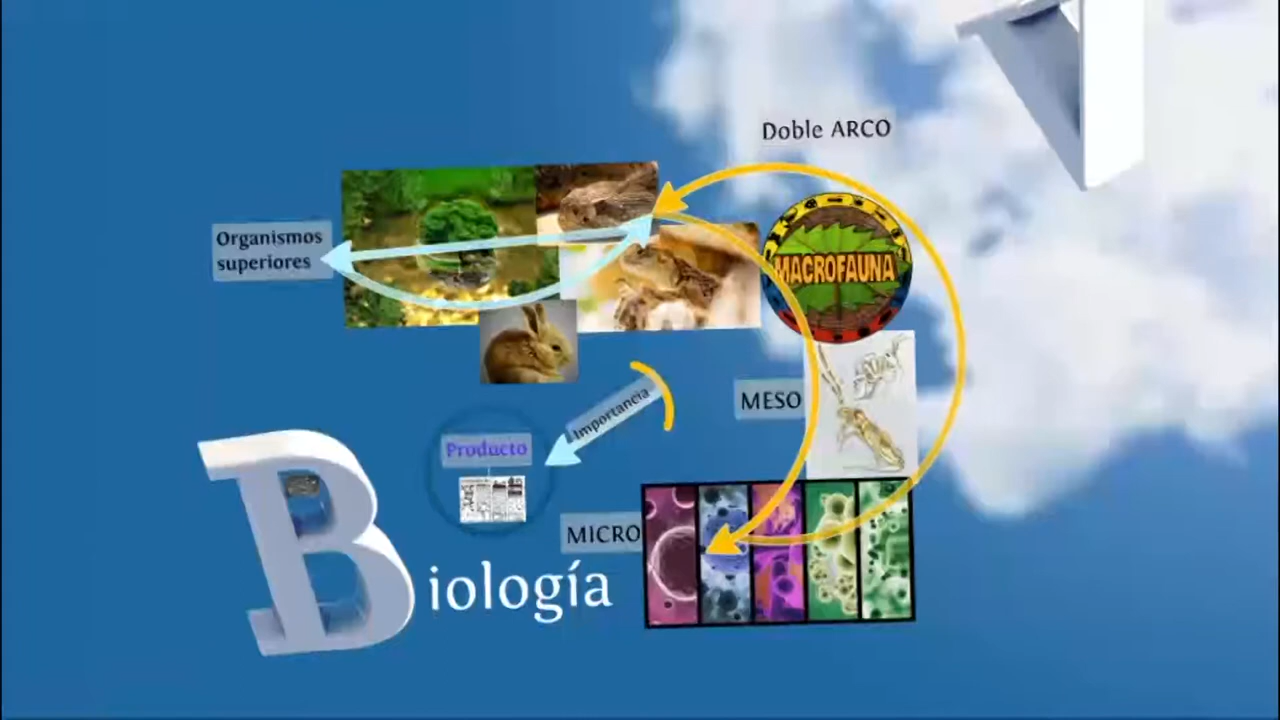 Doble ARCO
Organismos
superiores
MACROFAUNA
MESO
Importancia
Producto
MICRO
Biología